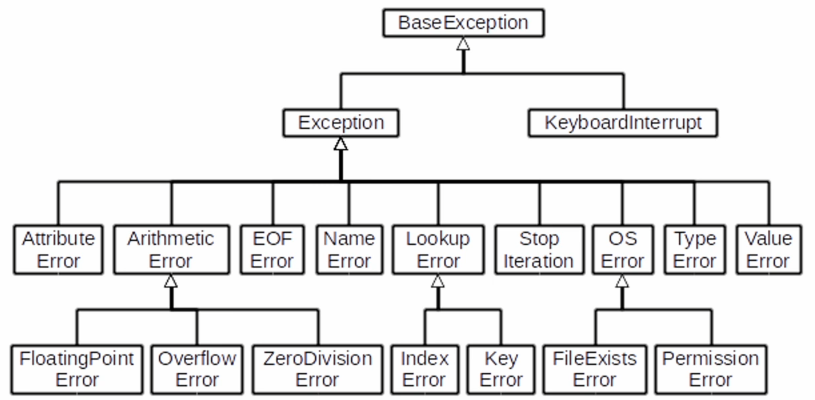 BaseException
Exception
KeyboardInterrupt
Attribute
Error
Arithmetic
Error
EOF
Error
Name
Error
Lookup
Error
Stop
Iteration
OS
Error
Type
Error
Value
Error
FloatingPoint
Error
Overflow
Error
ZeroDivision
Error
Index
Error
Key
Error
FileExists
Error
Permission
Error